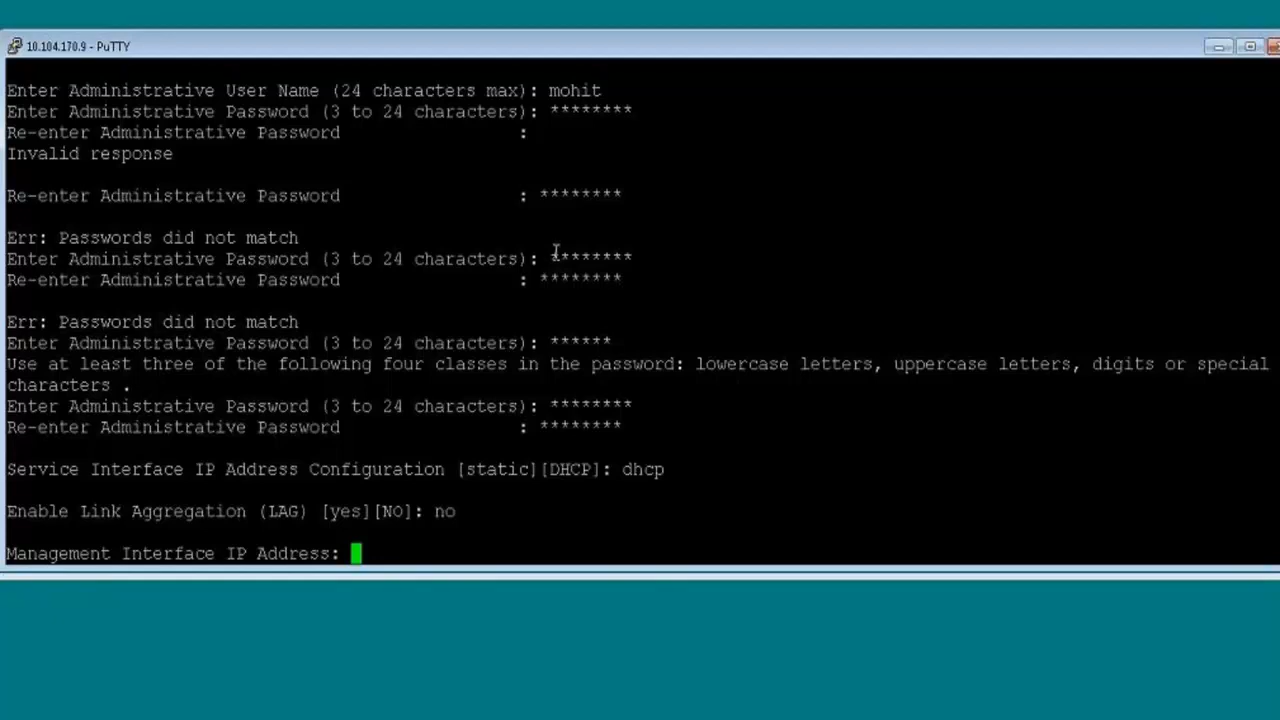 10.104.170.9 - PuTTY
Enter Administrative User Name (24 characters max): mohit
Enter Administrative Password (3 to 24 characters): ********
Re-enter Administrative Password                 :
Invalid response
Re-enter Administrative Password                 : ********
Err: Passwords did not match
Enter Administrative Password (3 to 24 characters): ********
Re-enter Administrative Password                 : ********
Err: Passwords did not match
Enter Administrative Password (3 to 24 characters): ******
Use at least three of the following four classes in the password: lowercase letters, uppercase letters, digits or special
characters .
Enter Administrative Password (3 to 24 characters): ********
Re-enter Administrative Password                 : ********
Service Interface IP Address Configuration [static][DHCP]: dhcp
Enable Link Aggregation (LAG) [yes][NO]: no
Management Interface IP Address: